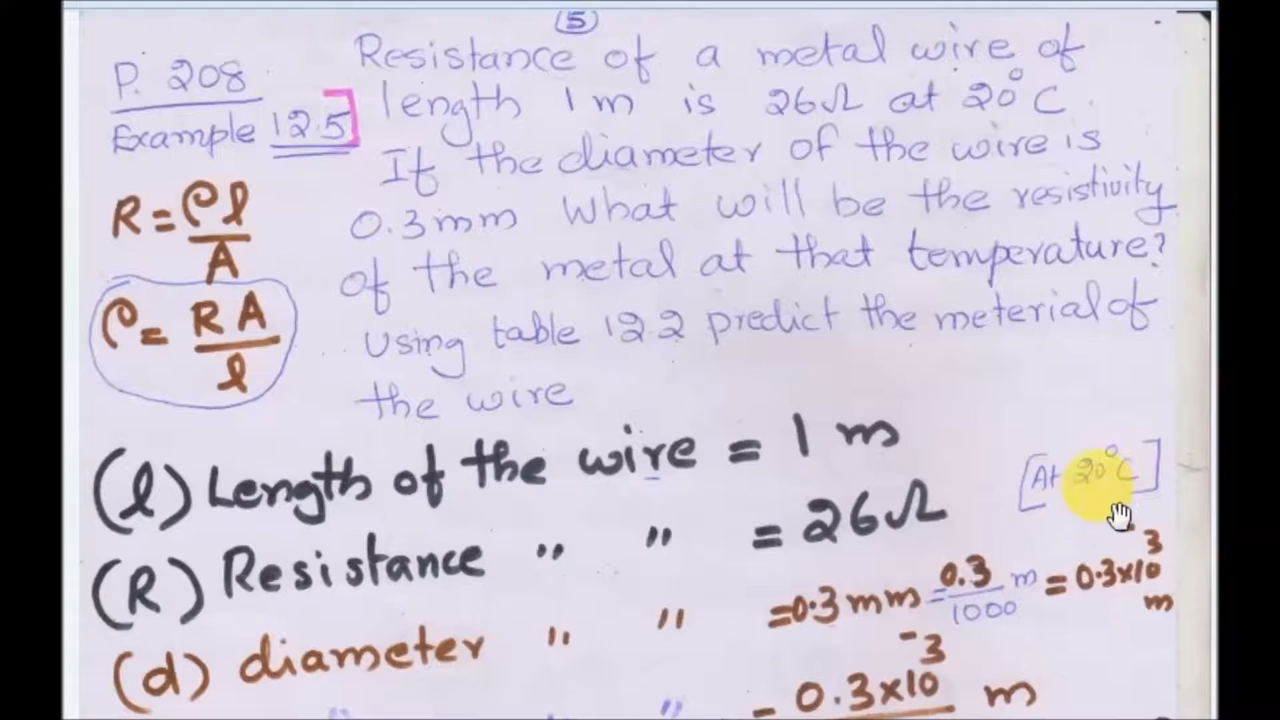 5
P. 208
Example 12.5]
Resistance of a metal wire of
length 1m is 26Ω at 20°C.
If the diameter of the wire is
0.3mm What will be the resistivity
of the metal at that temperature?
Using table 12.2 predict the meterial of
the wire
R = ρl/A
ρ = RA/l
(l) Length of the wire = 1 m
[At 20°C]
(R) Resistance " " = 26Ω
(d) diameter " " = 0.3mm = 0.3/1000 m = 0.3×10⁻³ m
" " = 0.3×10⁻³ m